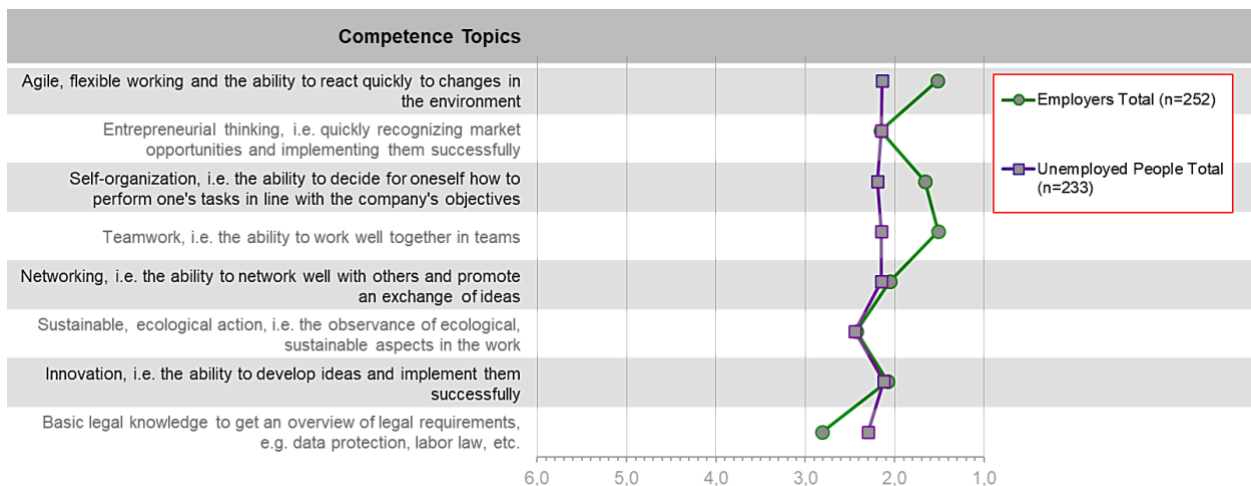 Competence Topics
Agile, flexible working and the ability to react quickly to changes in
the environment
Entrepreneurial thinking, i.e. quickly recognizing market
opportunities and implementing them successfully
Self-organization, i.e. the ability to decide for oneself how to
perform one's tasks in line with the company's objectives
Teamwork, i.e. the ability to work well together in teams
Networking, i.e. the ability to network well with others and promote
an exchange of ideas
Sustainable, ecological action, i.e. the observance of ecological,
sustainable aspects in the work
Innovation, i.e. the ability to develop ideas and implement them
successfully
Basic legal knowledge to get an overview of legal requirements,
e.g. data protection, labor law, etc.
6,0 5,0 4,0 3,0 2,0 1,0
Employers Total (n=252)
Unemployed People Total
(n=233)